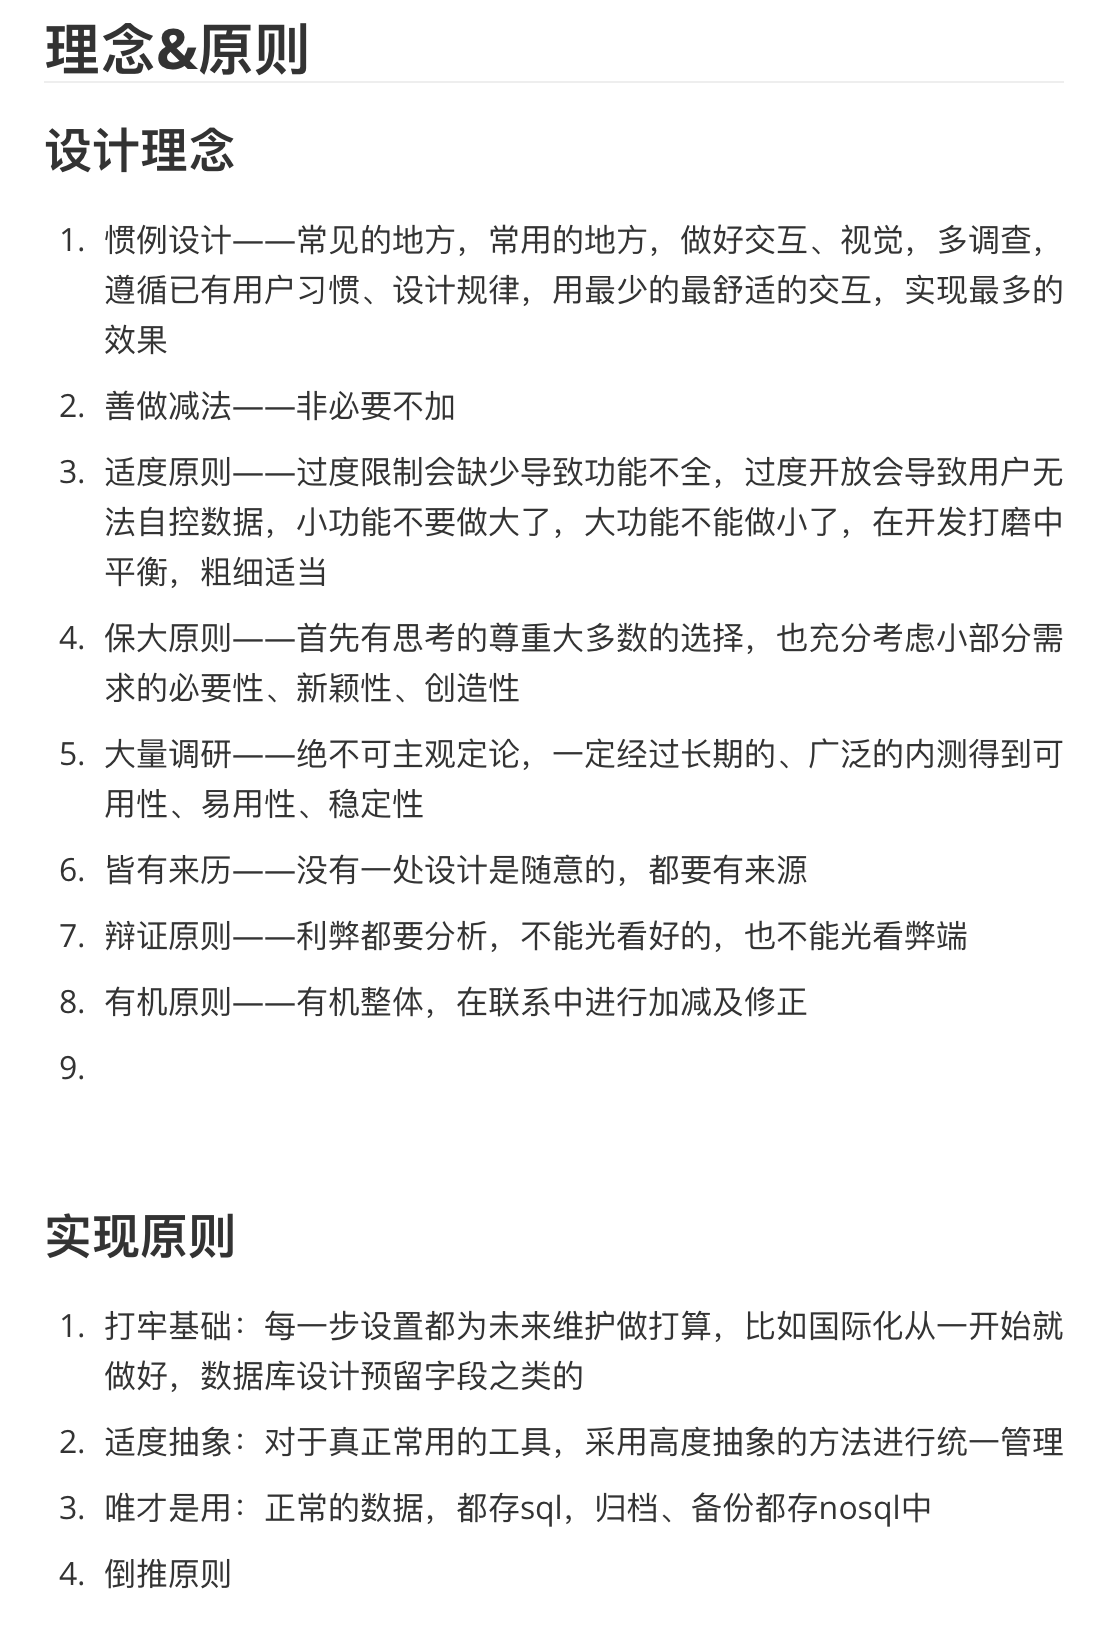 理念&原则
设计理念
1. 惯例设计——常见的地方，常用的地方，做好交互、视觉，多调查，
遵循已有用户习惯、设计规律，用最少的最舒适的交互，实现最多的
效果
2. 善做减法——非必要不加
3. 适度原则——过度限制会缺少导致功能不全，过度开放会导致用户无
法自控数据，小功能不要做大了，大功能不能做小了，在开发打磨中
平衡，粗细适当
4. 保大原则——首先有思考的尊重大多数的选择，也充分考虑小部分需
求的必要性、新颖性、创造性
5. 大量调研——绝不可主观定论，一定经过长期的、广泛的内测得到可
用性、易用性、稳定性
6. 皆有来历——没有一处设计是随意的，都要有来源
7. 辩证原则——利弊都要分析，不能光看好的，也不能光看弊端
8. 有机原则——有机整体，在联系中进行加减及修正
9.
实现原则
1. 打牢基础：每一步设置都为未来维护做打算，比如国际化从一开始就
做好，数据库设计预留字段之类的
2. 适度抽象：对于真正常用的工具，采用高度抽象的方法进行统一管理
3. 唯才是用：正常的数据，都存sql，归档、备份都存nosql中
4. 倒推原则